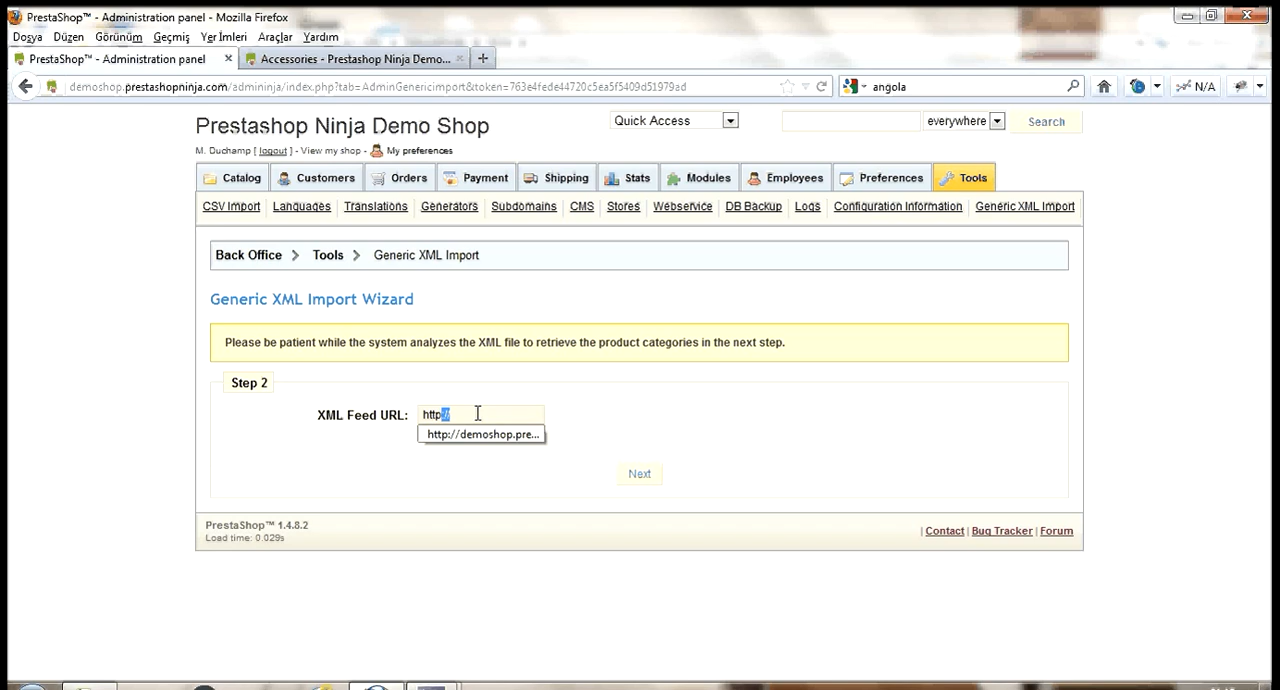 PrestaShop™ - Administration panel - Mozilla Firefox
Dosya Düzen Görünüm Geçmiş Yer İmleri Araçlar Yardım
PrestaShop™ - Administration panel × Accessories - Prestashop Ninja Demo... × +
demoshop.prestashopninja.com/adminninja/index.php?tab=AdminGenericimport&token=763e4fede44720c5ea5f5409d51979ad angola N/A
Prestashop Ninja Demo Shop Quick Access everywhere Search
M. Duchamp [ logout ] - View my shop - My preferences
Catalog Customers Orders Payment Shipping Stats Modules Employees Preferences Tools
CSV Import Languages Translations Generators Subdomains CMS Stores Webservice DB Backup Logs Configuration Information Generic XML Import
Back Office > Tools > Generic XML Import
Generic XML Import Wizard
Please be patient while the system analyzes the XML file to retrieve the product categories in the next step.
Step 2
XML Feed URL: http://
http://demoshop.pre...
Next
PrestaShop™ 1.4.8.2
Load time: 0.029s
| Contact | Bug Tracker | Forum